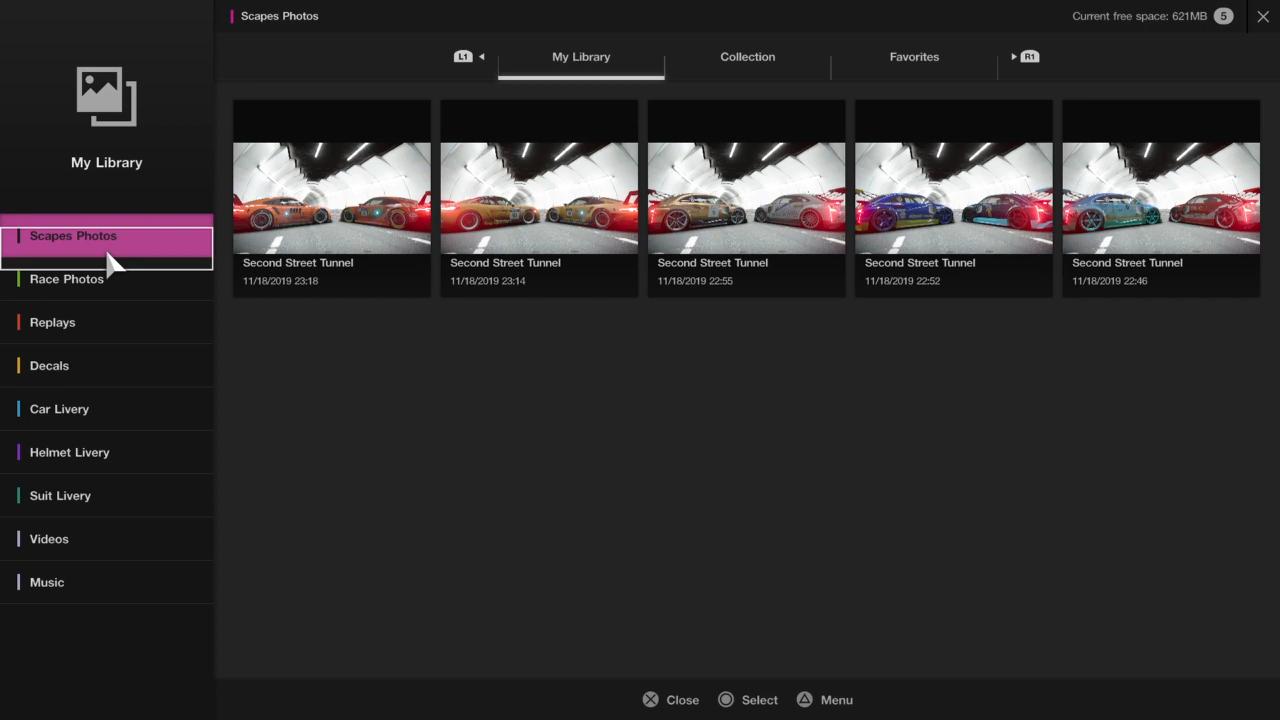 Scapes Photos
Current free space: 621MB 5
L1 My Library Collection Favorites R1
My Library
Scapes Photos
Race Photos
Replays
Decals
Car Livery
Helmet Livery
Suit Livery
Videos
Music
Second Street Tunnel
11/18/2019 23:18
Second Street Tunnel
11/18/2019 23:14
Second Street Tunnel
11/18/2019 22:55
Second Street Tunnel
11/18/2019 22:52
Second Street Tunnel
11/18/2019 22:46
Close Select Menu